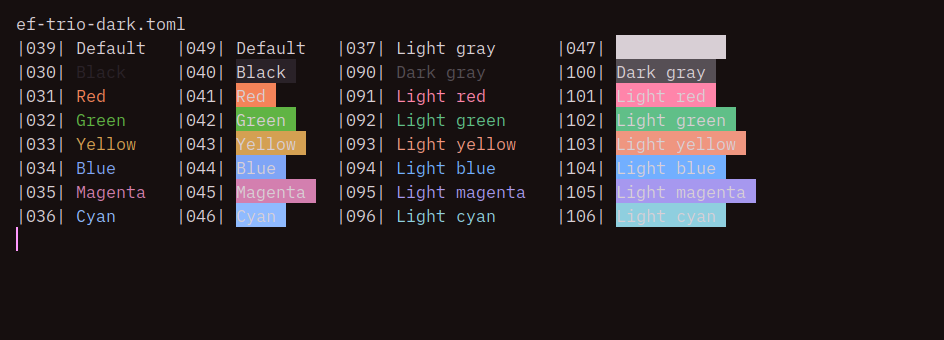 ef-trio-dark.toml
|039| Default |049| Default |037| Light gray |047|
|030| Black |040| Black |090| Dark gray |100| Dark gray
|031| Red |041| Red |091| Light red |101| Light red
|032| Green |042| Green |092| Light green |102| Light green
|033| Yellow |043| Yellow |093| Light yellow |103| Light yellow
|034| Blue |044| Blue |094| Light blue |104| Light blue
|035| Magenta |045| Magenta |095| Light magenta |105| Light magenta
|036| Cyan |046| Cyan |096| Light cyan |106| Light cyan